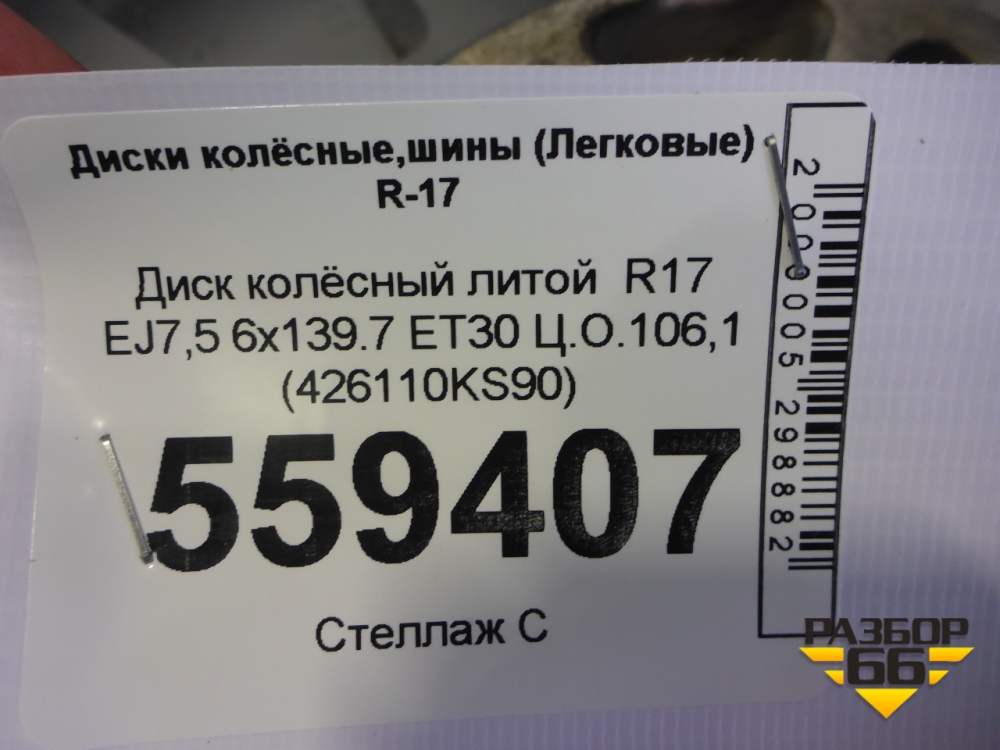 Диски колёсные,шины (Легковые)
R-17
Диск колёсный литой R17
EJ7,5 6x139.7 ET30 Ц.О.106,1
(426110KS90)
559407
Стеллаж С
2000005298882
РАЗБОР
66